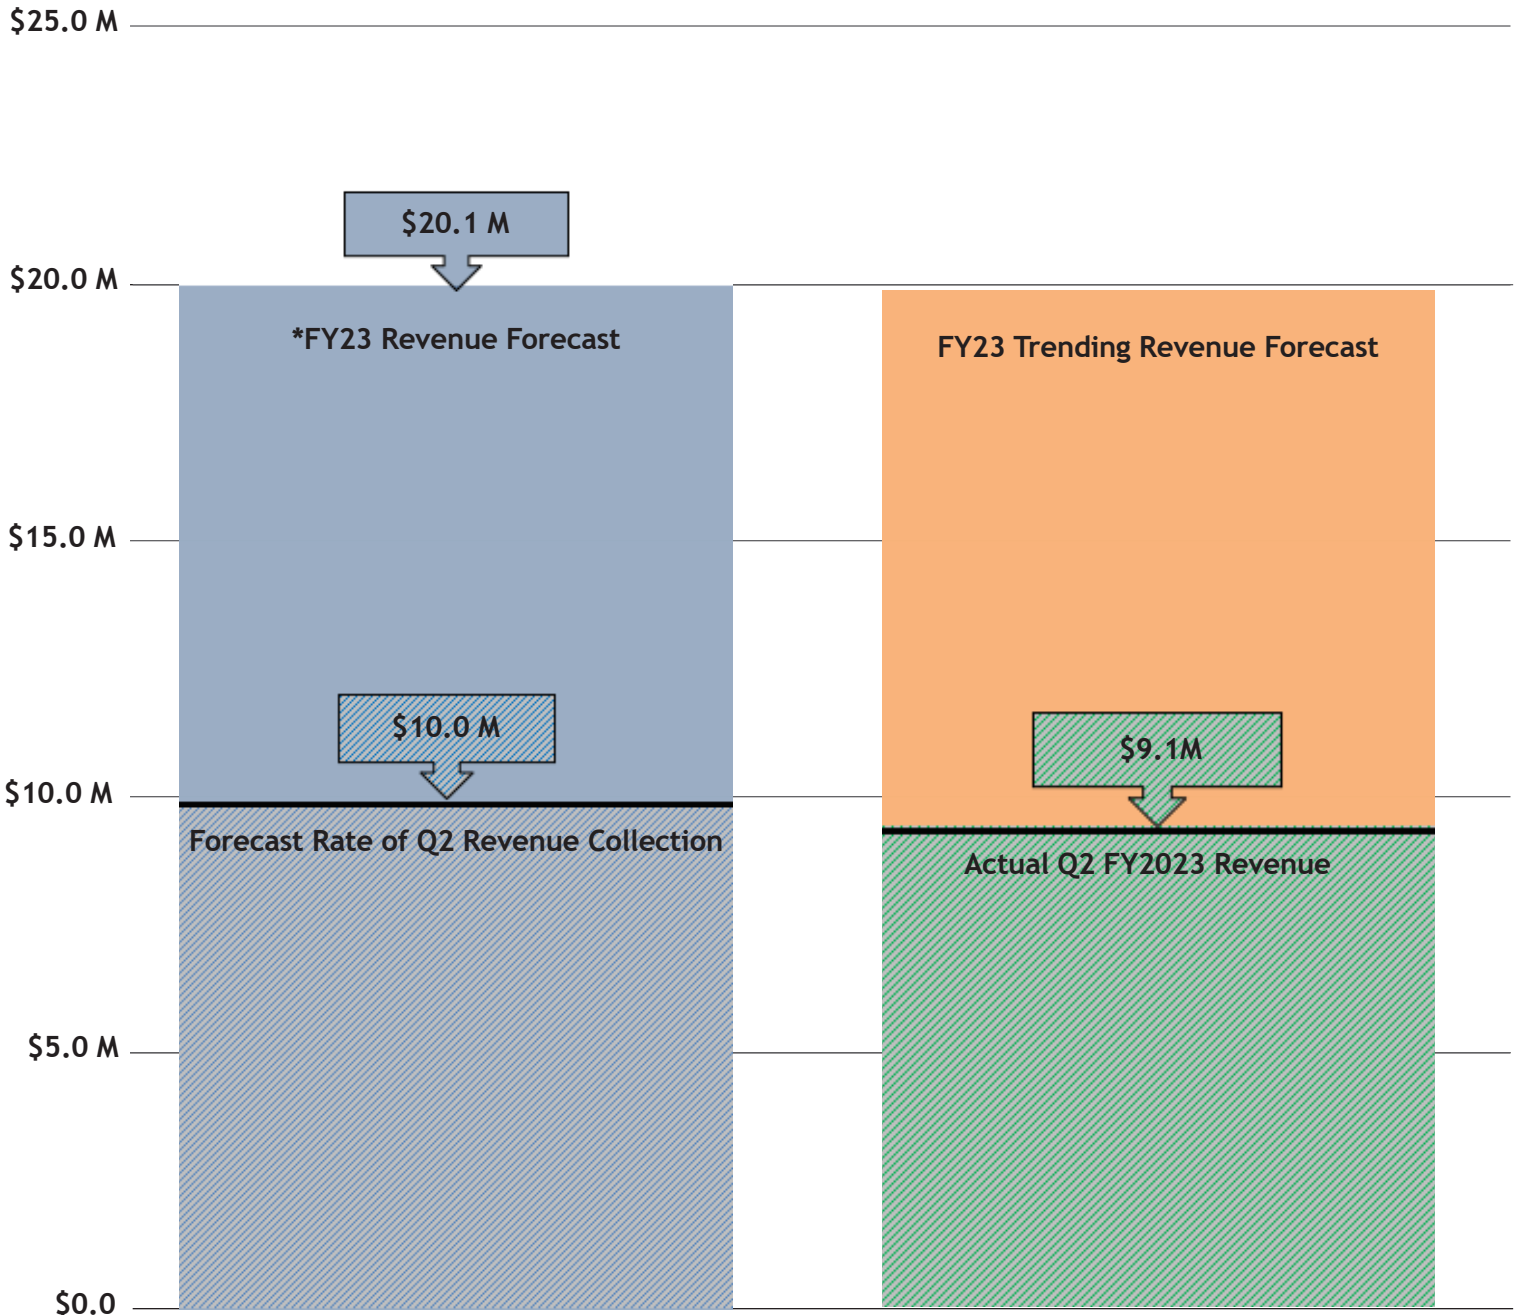 $25.0 M
$20.1 M
$20.0 M
*FY23 Revenue Forecast
FY23 Trending Revenue Forecast
$15.0 M
$10.0 M
$9.1M
$10.0 M
Forecast Rate of Q2 Revenue Collection
Actual Q2 FY2023 Revenue
$5.0 M
$0.0